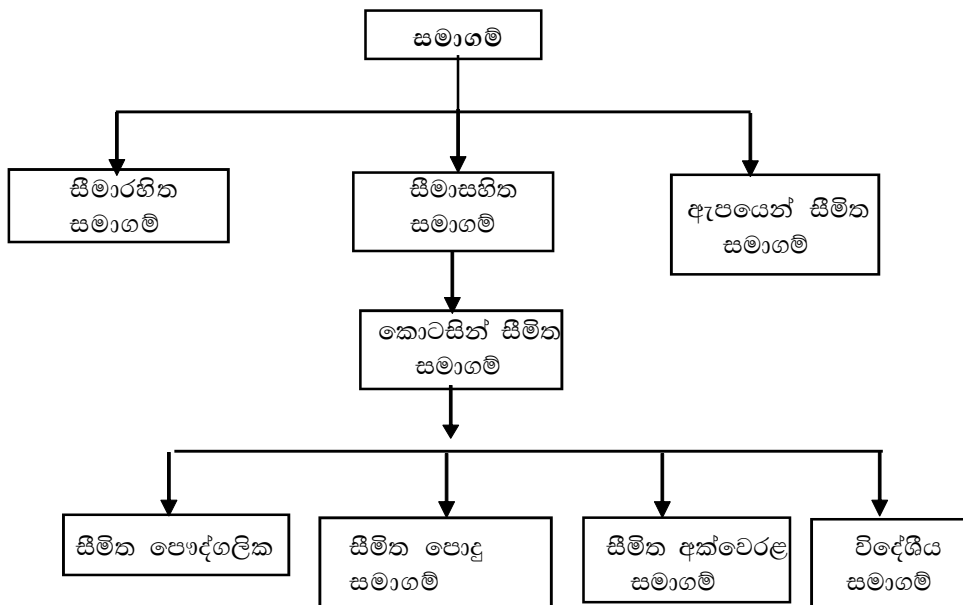 සමාගම්
සීමාරහිත
සමාගම්
සීමාසහිත
සමාගම්
ඇපයෙන් සීමිත
සමාගම්
කොටසින් සීමිත
සමාගම්
සීමිත පෞද්ගලික
සීමිත පොදු
සමාගම්
සීමිත අක්වෙරළ
සමාගම්
විදේශීය
සමාගම්